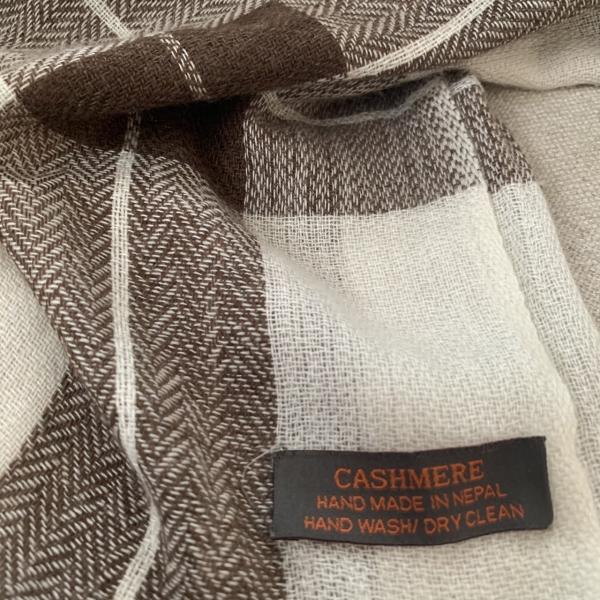 CASHMERE
HAND MADE IN NEPAL
HAND WASH/ DRY CLEAN